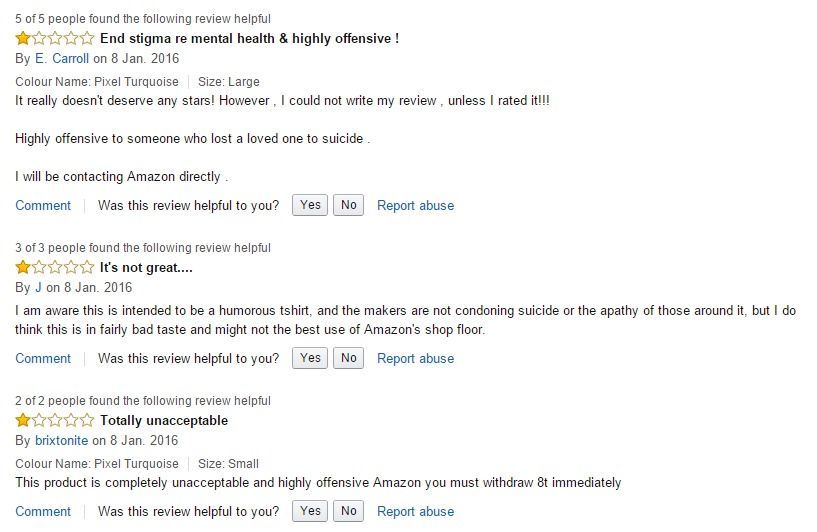 5 of 5 people found the following review helpful
End stigma re mental health & highly offensive !
By E. Carroll on 8 Jan. 2016
Colour Name: Pixel Turquoise Size: Large
It really doesn't deserve any stars! However , I could not write my review , unless I rated it!!!
Highly offensive to someone who lost a loved one to suicide .
I will be contacting Amazon directly .
Comment Was this review helpful to you? Yes No Report abuse
3 of 3 people found the following review helpful
It's not great....
By J on 8 Jan. 2016
I am aware this is intended to be a humorous tshirt, and the makers are not condoning suicide or the apathy of those around it, but I do
think this is in fairly bad taste and might not the best use of Amazon's shop floor.
Comment Was this review helpful to you? Yes No Report abuse
2 of 2 people found the following review helpful
Totally unacceptable
By brixtonite on 8 Jan. 2016
Colour Name: Pixel Turquoise Size: Small
This product is completely unacceptable and highly offensive Amazon you must withdraw 8t immediately
Comment Was this review helpful to you? Yes No Report abuse